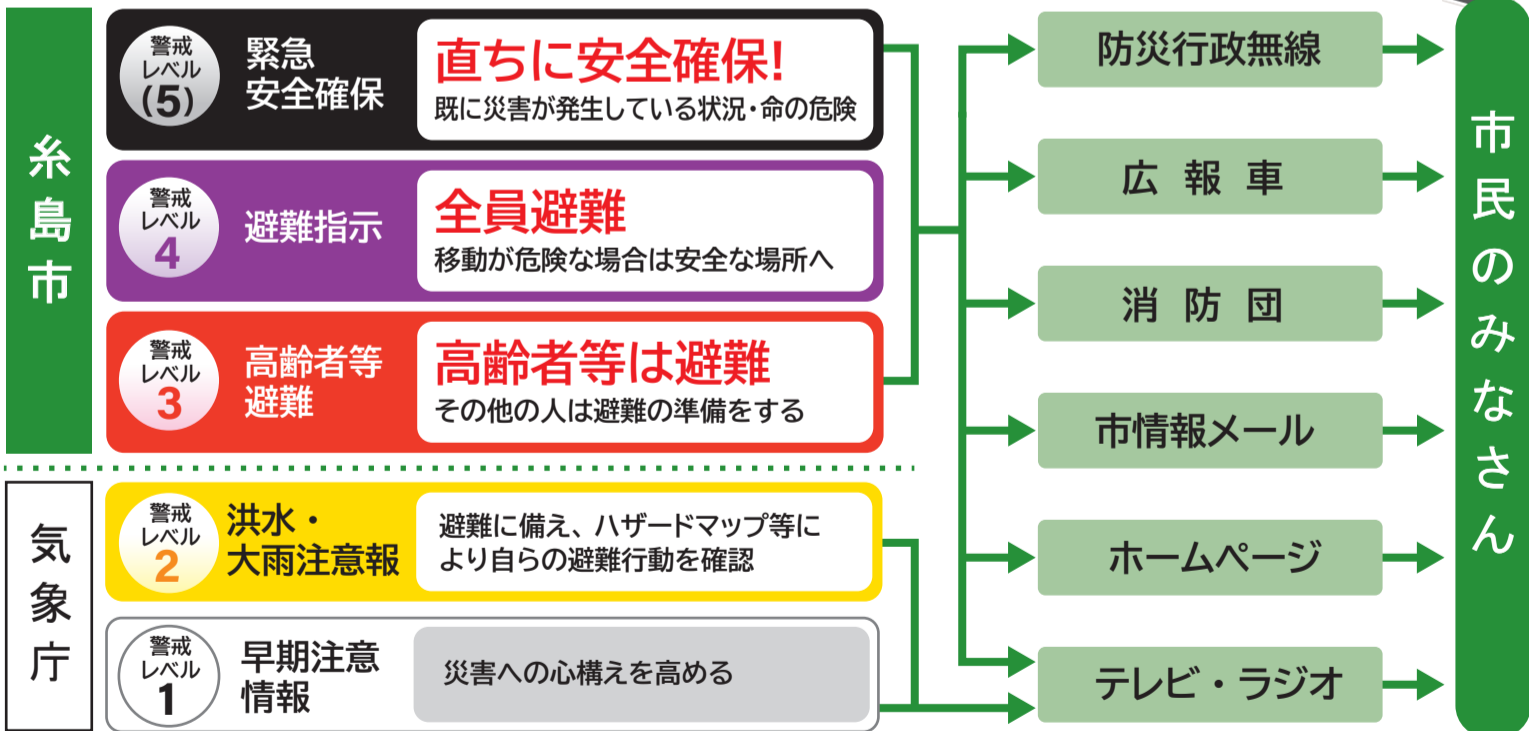 糸島市
警戒
レベル
(5)
緊急
安全確保
直ちに安全確保!
既に災害が発生している状況・命の危険
警戒
レベル
4
避難指示
全員避難
移動が危険な場合は安全な場所へ
警戒
レベル
3
高齢者等
避難
高齢者等は避難
その他の人は避難の準備をする
気象庁
警戒
レベル
2
洪水・
大雨注意報
避難に備え、ハザードマップ等に
より自らの避難行動を確認
警戒
レベル
1
早期注意
情報
災害への心構えを高める
防災行政無線
広報車
消防団
市情報メール
ホームページ
テレビ・ラジオ
市民のみなさん